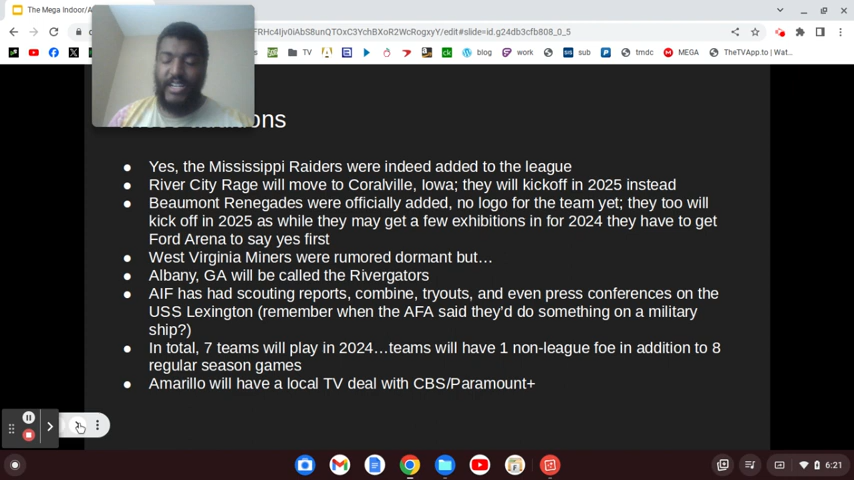 The Mega Indoor/A
FRHc4Ijv0iAbS8unQTOxC3YchBXoR2WcRogxyY/edit#slide=id.g24db3cfb808_0_5
TV
blog
work
sub
tmdc
MEGA
TheTVApp.to | Wat...
Yes, the Mississippi Raiders were indeed added to the league
River City Rage will move to Coralville, Iowa; they will kickoff in 2025 instead
Beaumont Renegades were officially added, no logo for the team yet; they too will
kick off in 2025 as while they may get a few exhibitions in for 2024 they have to get
Ford Arena to say yes first
West Virginia Miners were rumored dormant but…
Albany, GA will be called the Rivergators
AIF has had scouting reports, combine, tryouts, and even press conferences on the
USS Lexington (remember when the AFA said they'd do something on a military
ship?)
In total, 7 teams will play in 2024…teams will have 1 non-league foe in addition to 8
regular season games
Amarillo will have a local TV deal with CBS/Paramount+
6:21